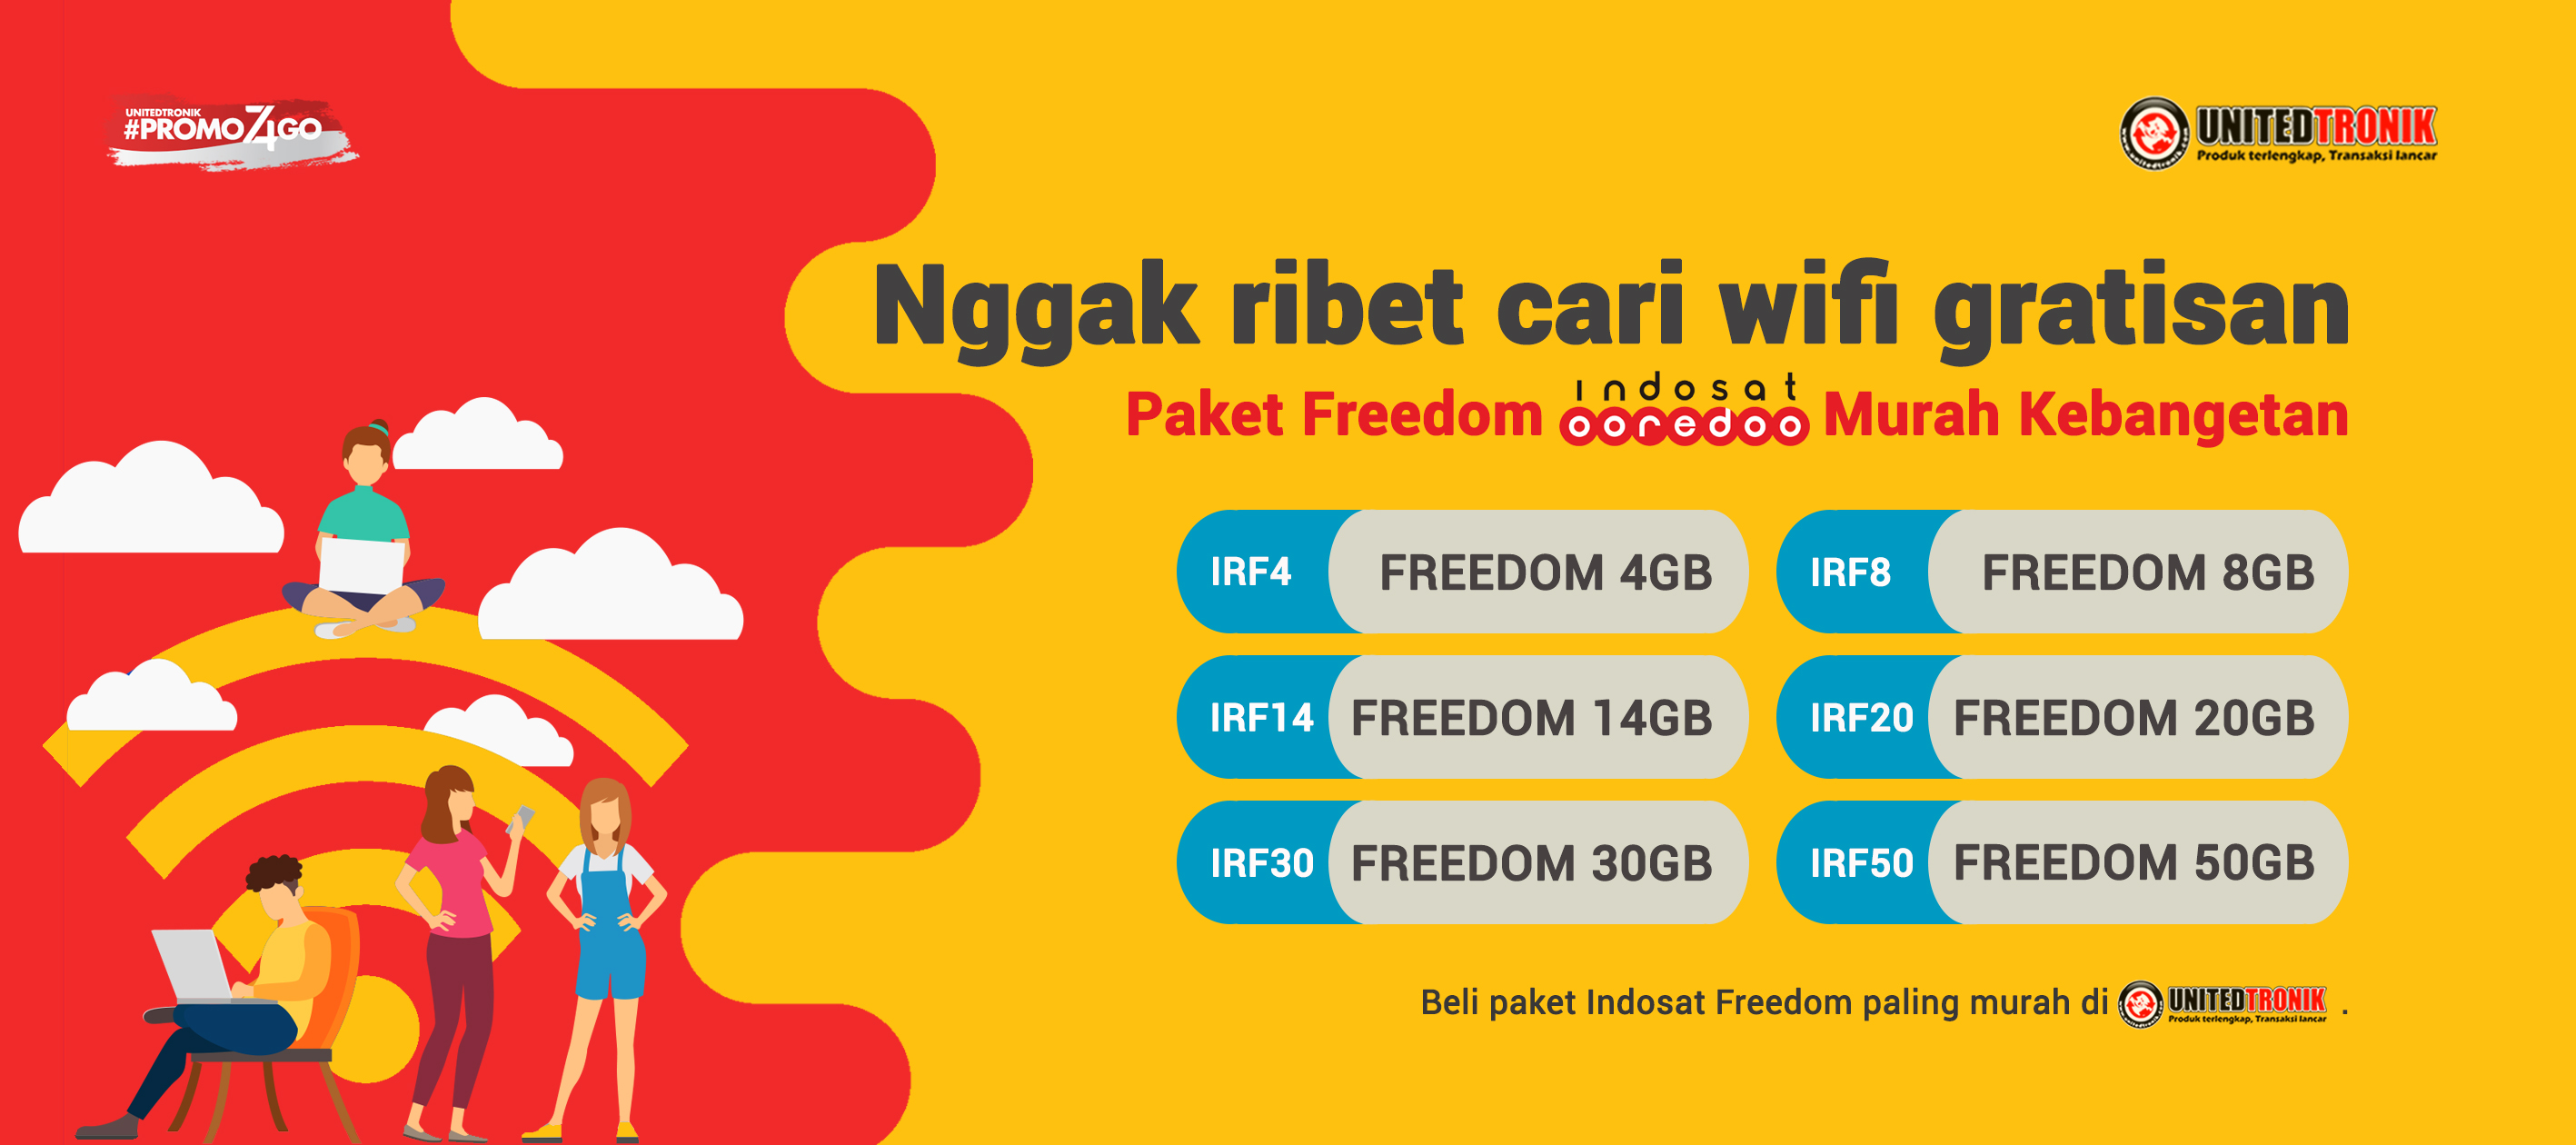 UNITEDTRONIK
#PROMO74GO
UNITEDTRONIK
Produk terlengkap, Transaksi lancar
Nggak ribet cari wifi gratisan
Paket Freedom indosat ooredoo Murah Kebangetan
IRF4 FREEDOM 4GB
IRF8 FREEDOM 8GB
IRF14 FREEDOM 14GB
IRF20 FREEDOM 20GB
IRF30 FREEDOM 30GB
IRF50 FREEDOM 50GB
Beli paket Indosat Freedom paling murah di UNITEDTRONIK .
Produk terlengkap, Transaksi lancar